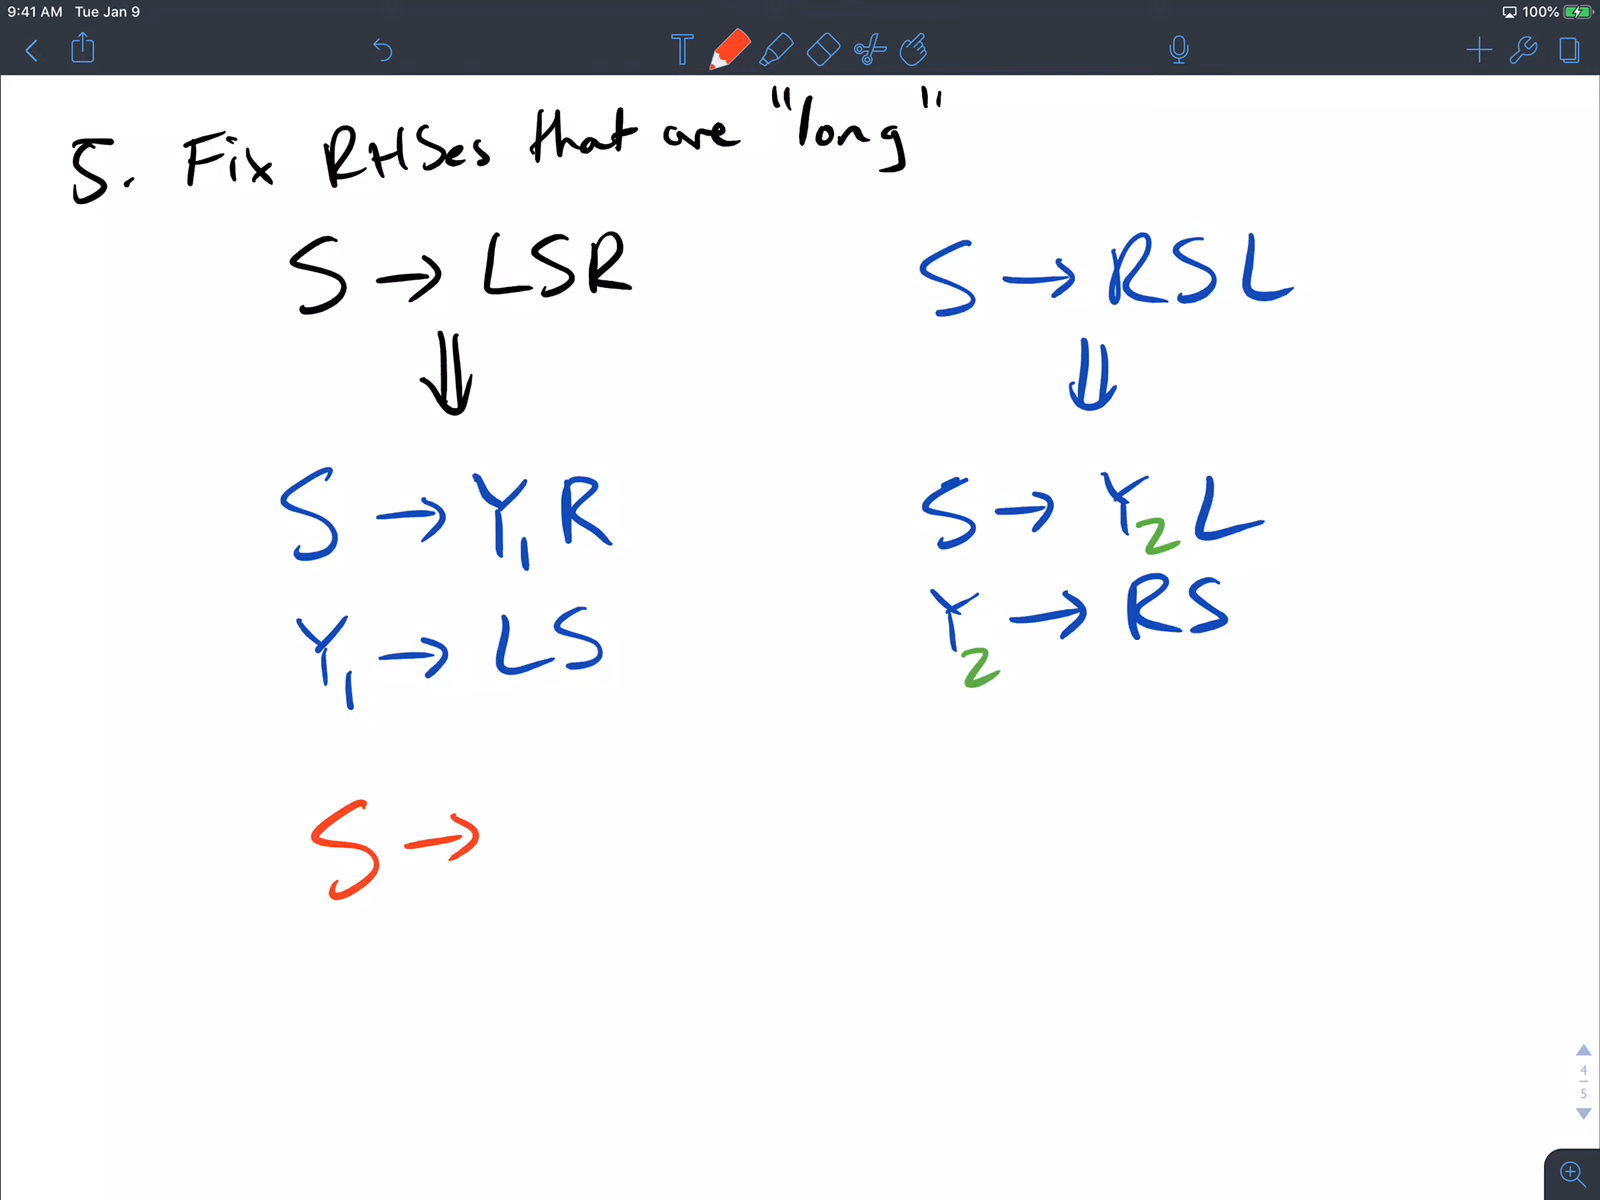 9:41 AM Tue Jan 9 100%
T
5. Fix RHSes that are "long"
S → LSR
S → RSL
⇓
⇓
S → Y₁R
S → Y₂L
Y₁ → LS
Y₂ → RS
S →
4
5